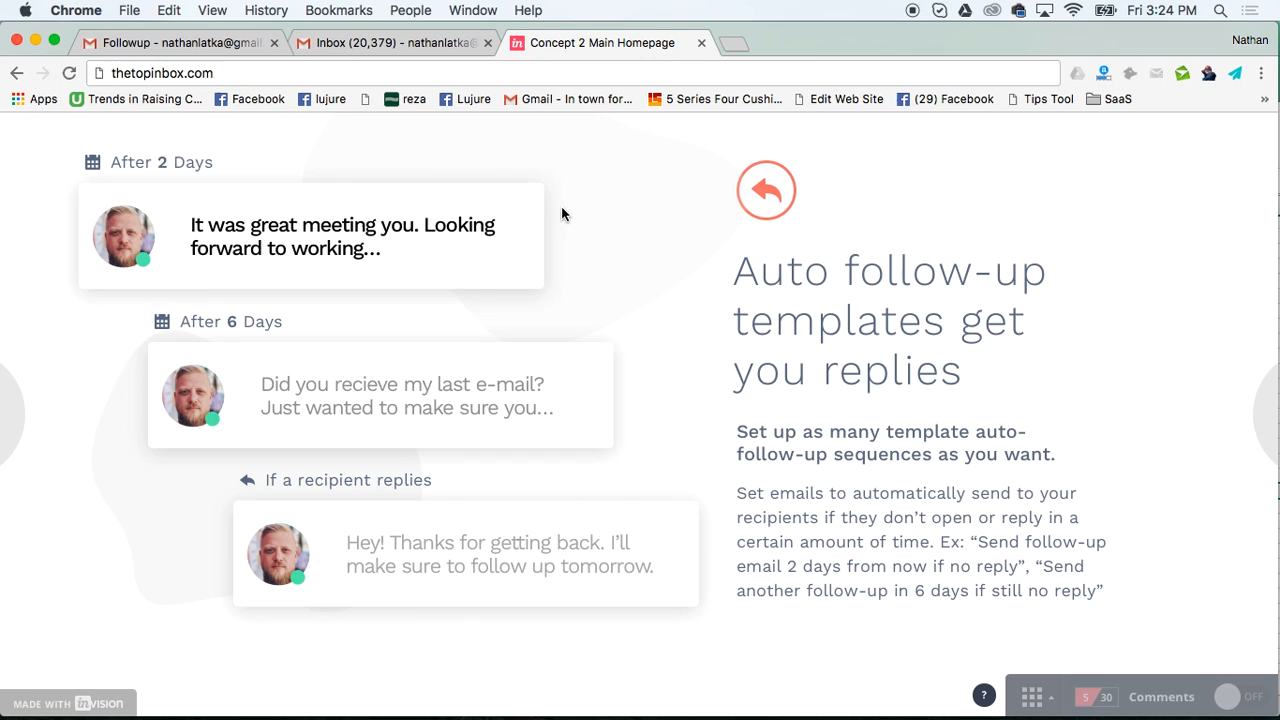 Chrome File Edit View History Bookmarks People Window Help Fri 3:24 PM
Followup - nathanlatka@gmail Inbox (20,379) - nathanlatka@ in Concept 2 Main Homepage Nathan
thetopinbox.com
Apps Trends in Raising C... Facebook lujure reza Lujure Gmail - In town for... 5 Series Four Cushi... Edit Web Site (29) Facebook Tips Tool SaaS »
After 2 Days
It was great meeting you. Looking
forward to working...
After 6 Days
Did you recieve my last e-mail?
Just wanted to make sure you...
If a recipient replies
Hey! Thanks for getting back. I'll
make sure to follow up tomorrow.
Auto follow-up
templates get
you replies
Set up as many template auto-
follow-up sequences as you want.
Set emails to automatically send to your
recipients if they don't open or reply in a
certain amount of time. Ex: “Send follow-up
email 2 days from now if no reply”, “Send
another follow-up in 6 days if still no reply”
MADE WITH invision
? 5 30 Comments OFF